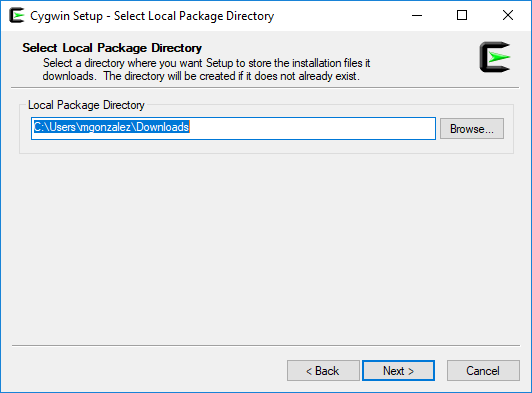 Cygwin Setup - Select Local Package Directory
Select Local Package Directory
Select a directory where you want Setup to store the installation files it
downloads.  The directory will be created if it does not already exist.
Local Package Directory
C:\Users\mgonzalez\Downloads
Browse...
< Back
Next >
Cancel